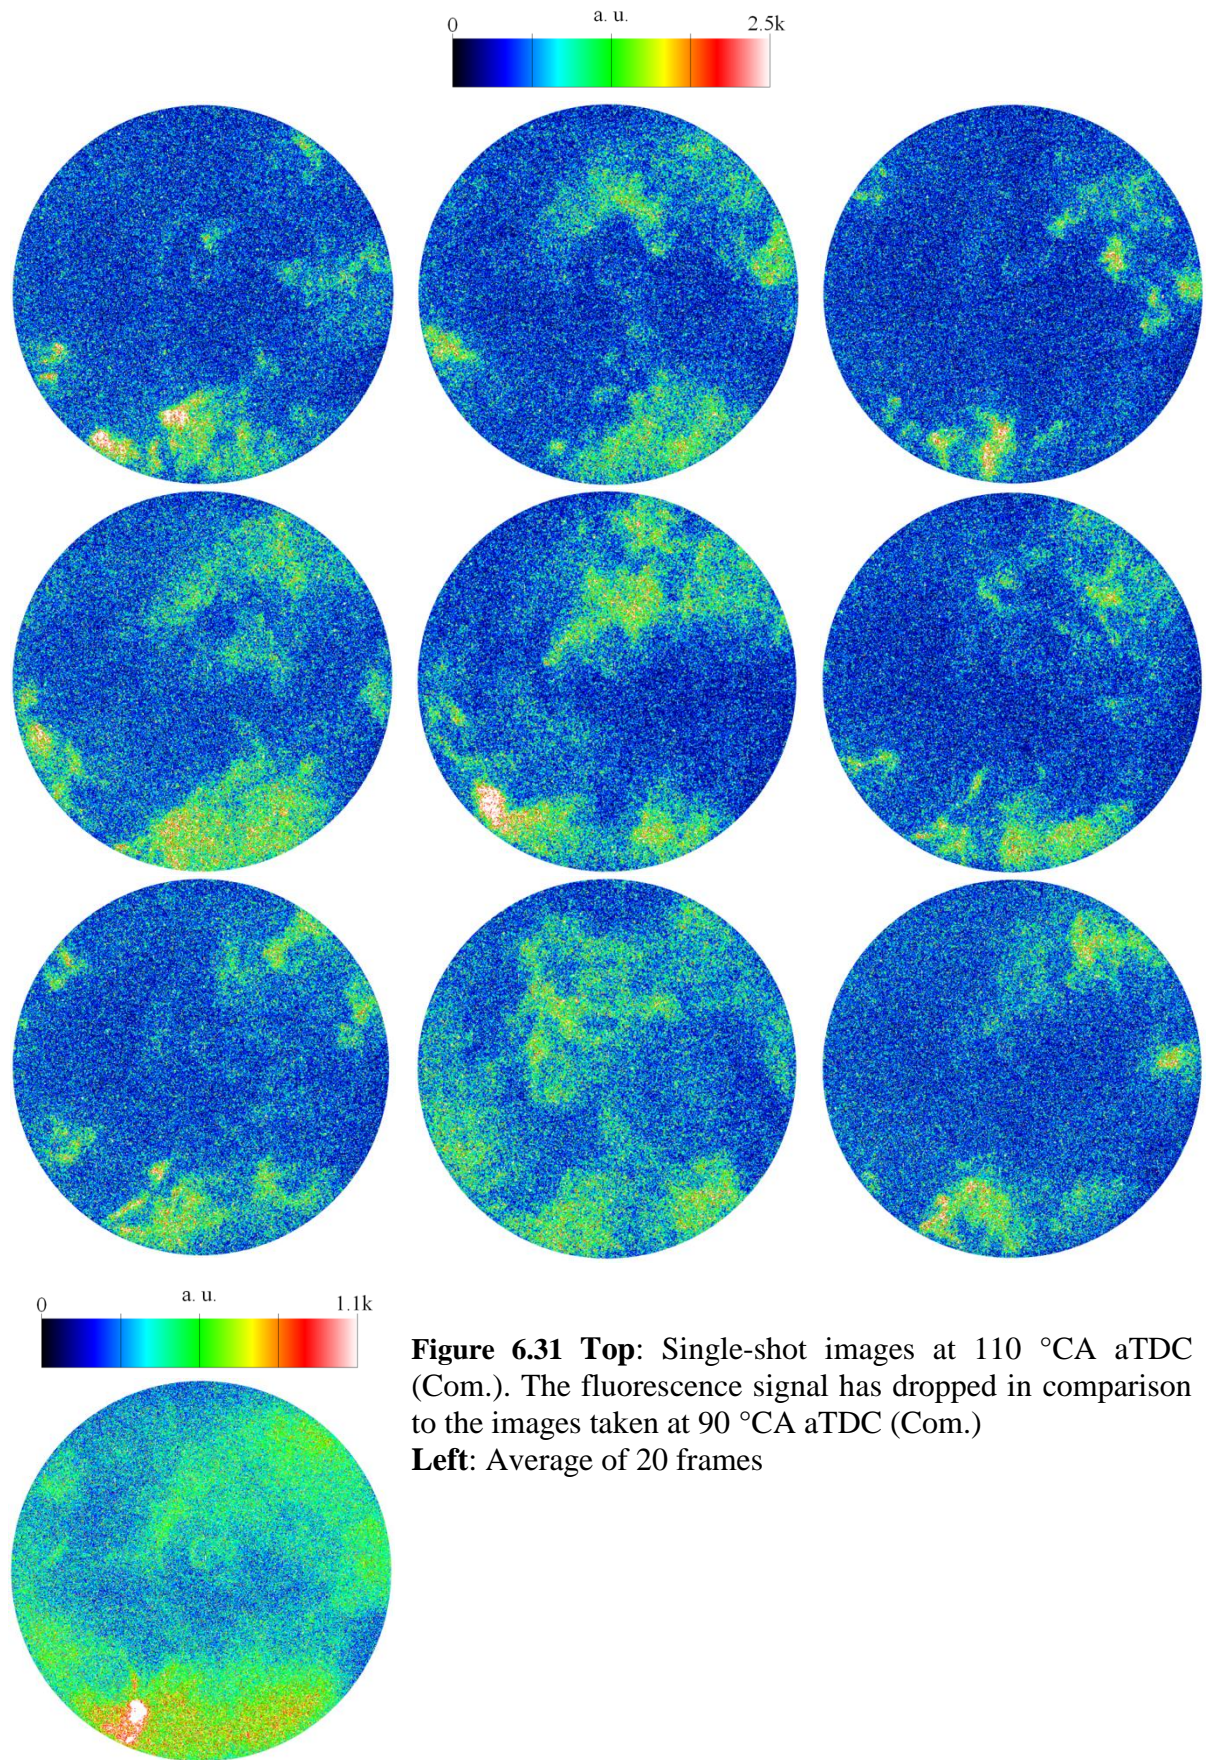 0 a. u. 2.5k
0 a. u. 1.1k
Figure 6.31 Top: Single-shot images at 110 °CA aTDC
(Com.). The fluorescence signal has dropped in comparison
to the images taken at 90 °CA aTDC (Com.)
Left: Average of 20 frames